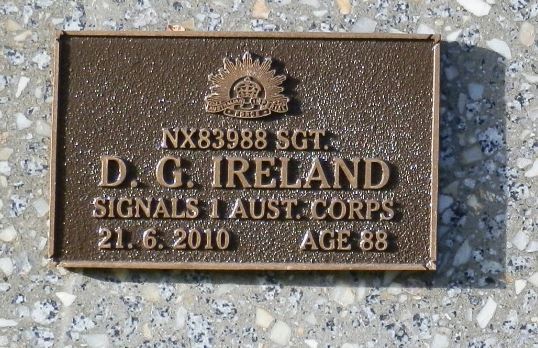 NX83988 SGT.
D. G. IRELAND
SIGNALS 1 AUST. CORPS
21. 6. 2010 AGE 88